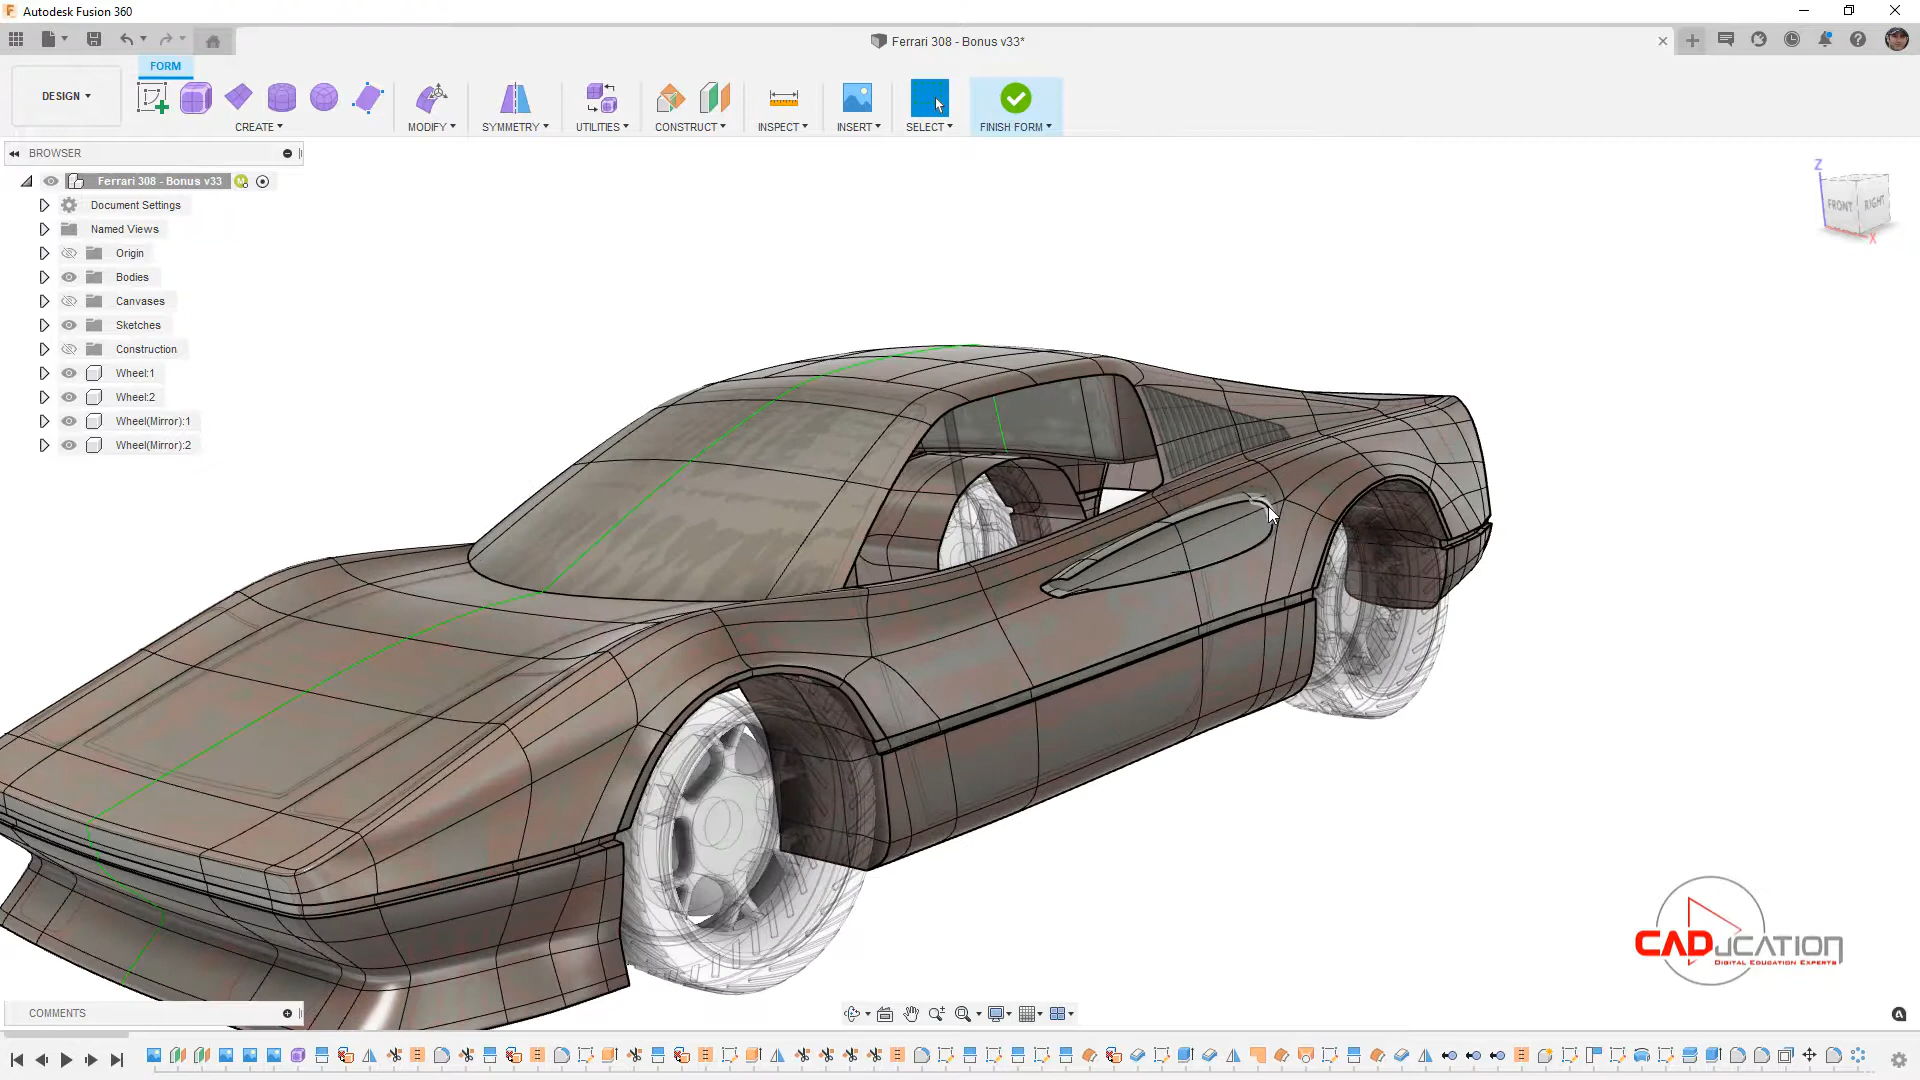 Autodesk Fusion 360
Ferrari 308 - Bonus v33*
FORM
DESIGN
CREATE
MODIFY
SYMMETRY
UTILITIES
CONSTRUCT
INSPECT
INSERT
SELECT
FINISH FORM
BROWSER
Ferrari 308 - Bonus v33
Document Settings
Named Views
Origin
Bodies
Canvases
Sketches
Construction
Wheel:1
Wheel:2
Wheel(Mirror):1
Wheel(Mirror):2
Z
FRONT
RIGHT
X
CADUCATION
DIGITAL EDUCATION EXPERTS
COMMENTS